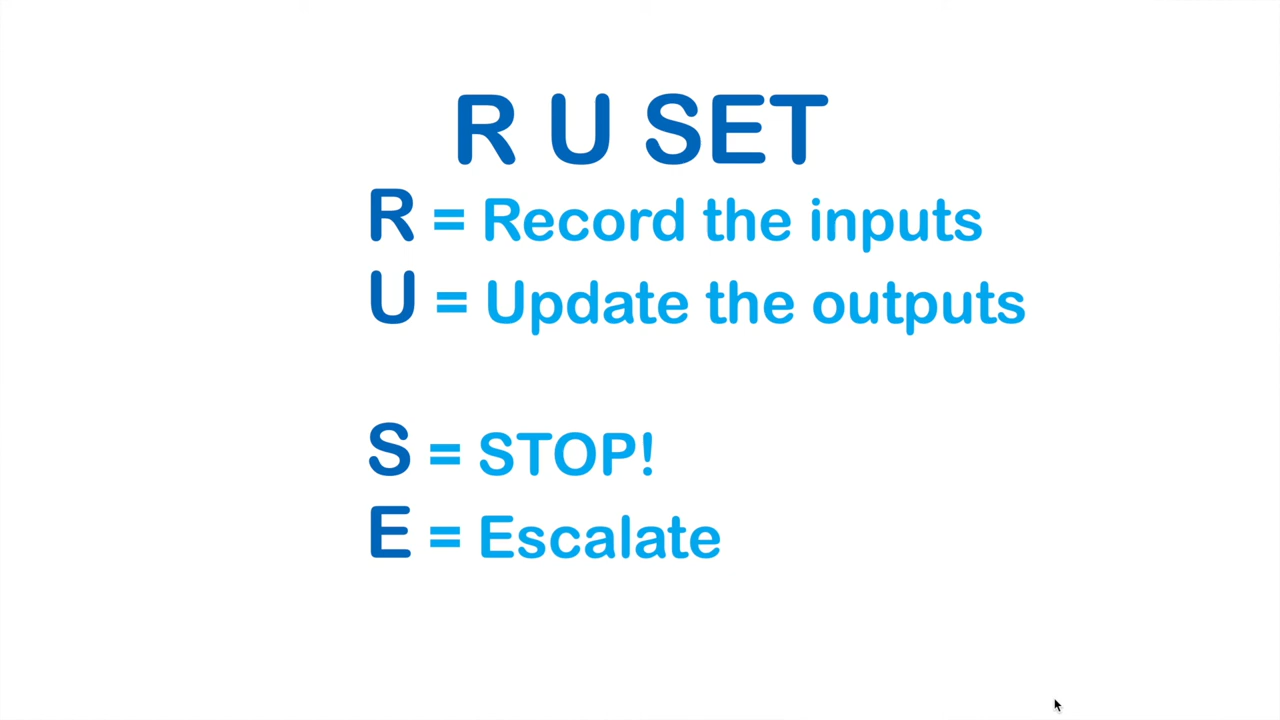 R U SET
R = Record the inputs
U = Update the outputs
S = STOP!
E = Escalate